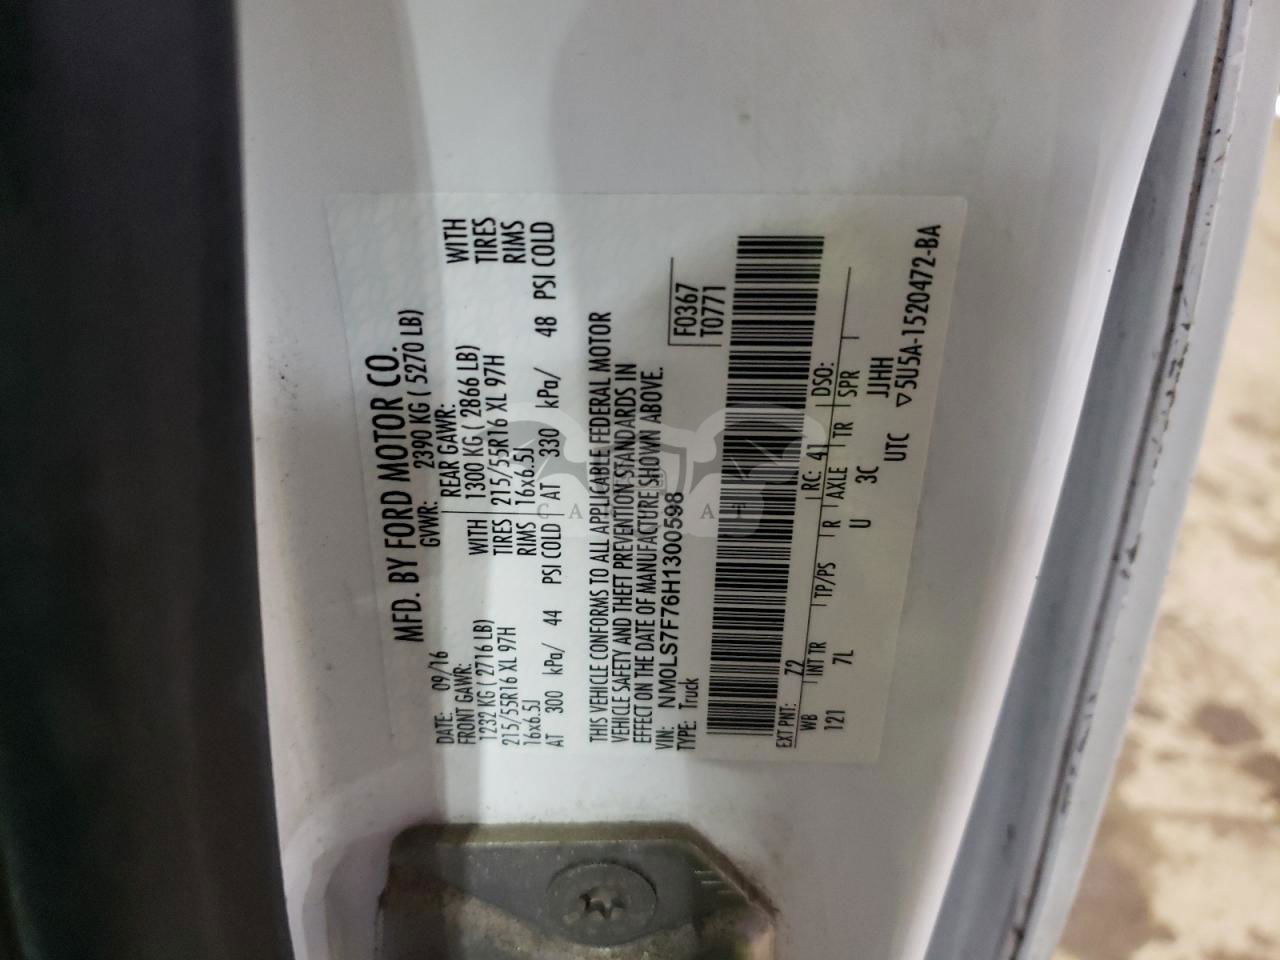 MFD. BY FORD MOTOR CO.
DATE: 09/16 GVWR: 2390 KG ( 5270 LB)
FRONT GAWR: REAR GAWR:
1232 KG ( 2716 LB) WITH 1300 KG ( 2866 LB) WITH
215/55R16 XL 97H TIRES 215/55R16 XL 97H TIRES
16x6.5J RIMS 16x6.5J RIMS
AT 300 kPa/ 44 PSI COLD AT 330 kPa/ 48 PSI COLD
THIS VEHICLE CONFORMS TO ALL APPLICABLE FEDERAL MOTOR
VEHICLE SAFETY AND THEFT PREVENTION STANDARDS IN
EFFECT ON THE DATE OF MANUFACTURE SHOWN ABOVE.
VIN: NM0LS7F76H1300598 F0367
TYPE: Truck T0771
EXT PNT: Z2 RC: 41 DSO:
WB INT TR TP/PS R AXLE TR SPR
121 7L U 3C JJHH
UTC ▽5U5A-1520472-BA